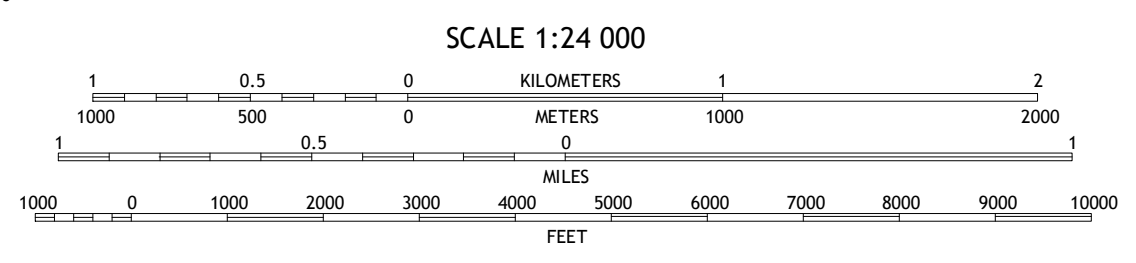 SCALE 1:24 000
1 0.5 0 KILOMETERS 1 2
1000 500 0 METERS 1000 2000
1 0.5 0 1
MILES
1000 0 1000 2000 3000 4000 5000 6000 7000 8000 9000 10000
FEET